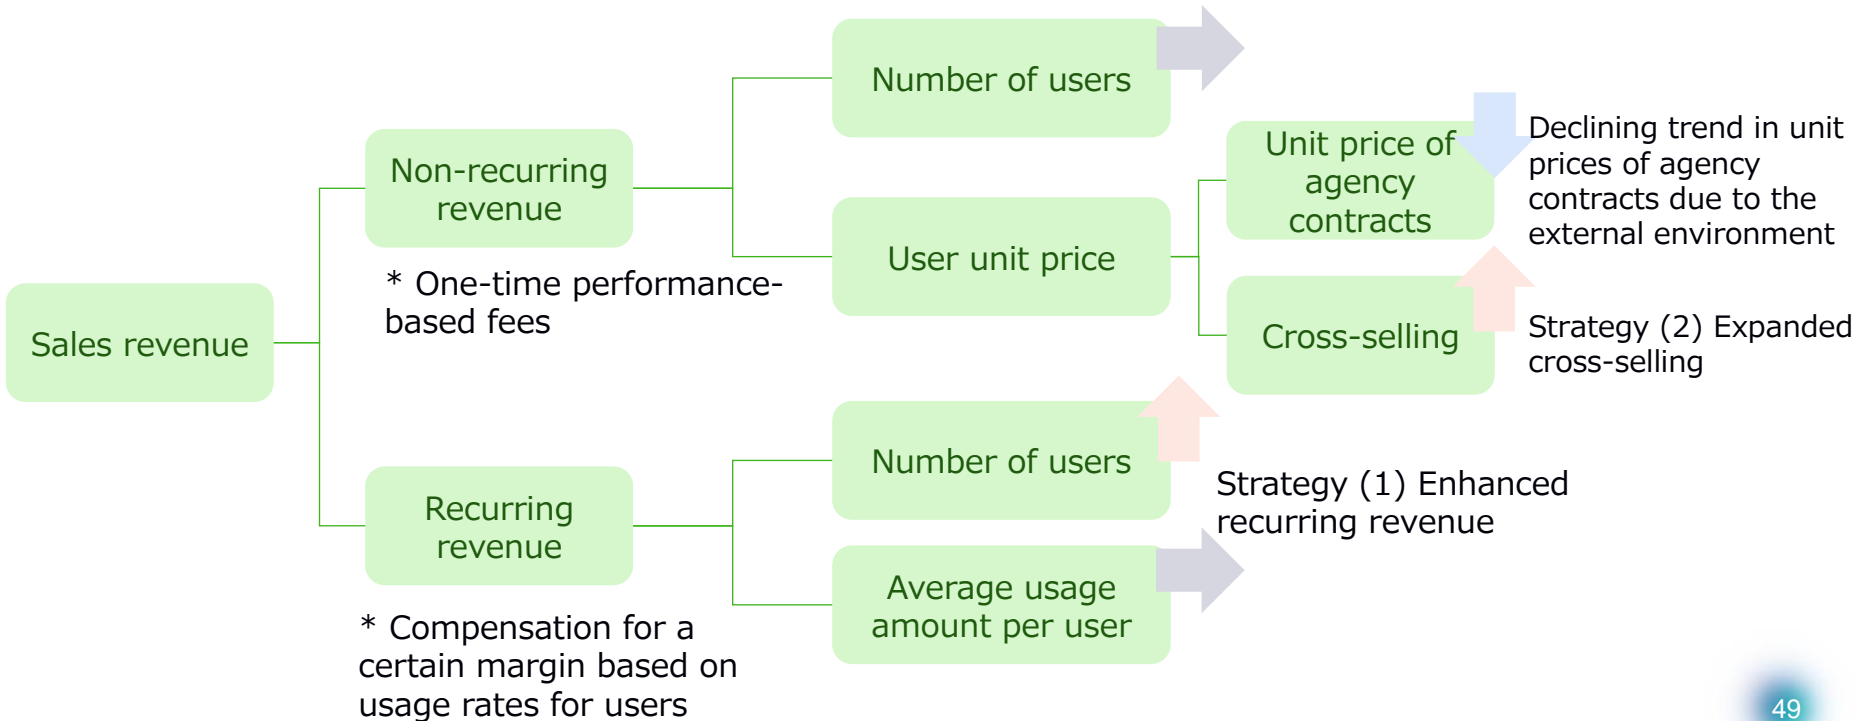 Number of users
Unit price of
agency
contracts
Declining trend in unit
prices of agency
contracts due to the
external environment
Non-recurring
revenue
* One-time performance-
based fees
User unit price
Sales revenue
Cross-selling
Strategy (2) Expanded
cross-selling
Number of users
Strategy (1) Enhanced
recurring revenue
Recurring
revenue
Average usage
amount per user
* Compensation for a
certain margin based on
usage rates for users
49